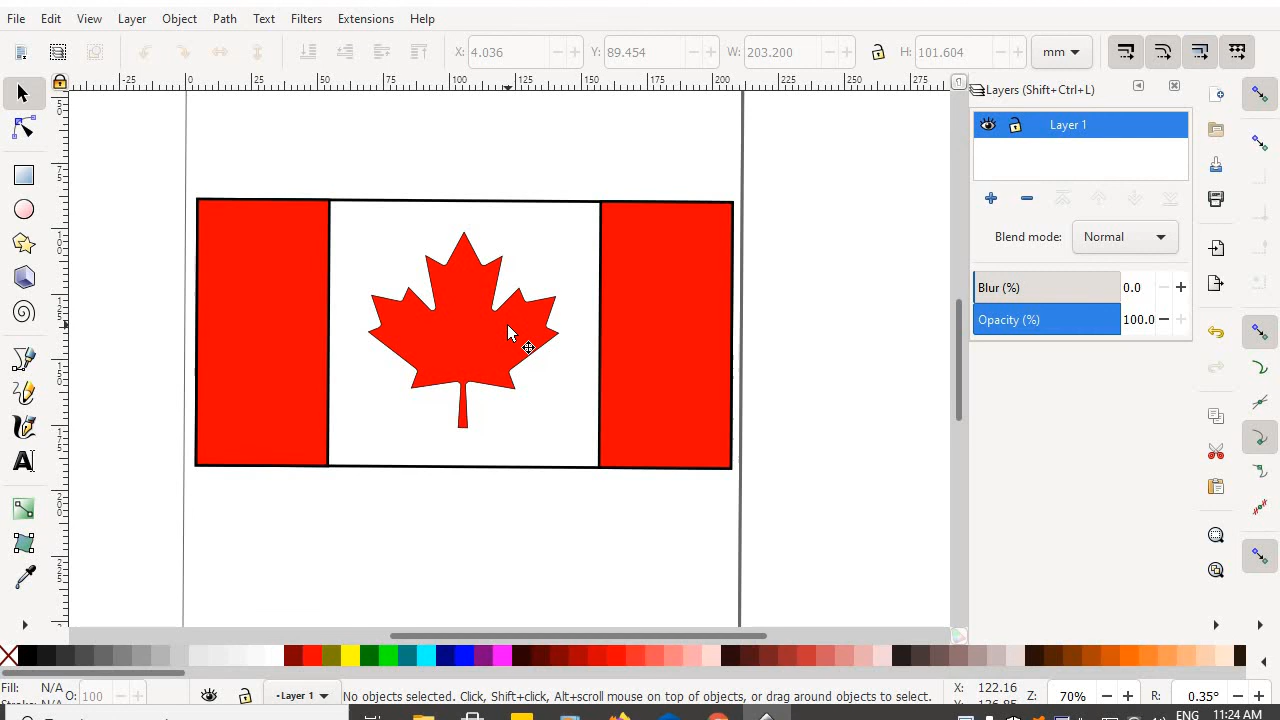 File Edit View Layer Object Path Text Filters Extensions Help
X: 4.036 Y: 89.454 W: 203.200 H: 101.604 mm
-25 0 25 50 75 100 125 150 175 200 225 250 275
Layers (Shift+Ctrl+L)
Layer 1
Blend mode: Normal
Blur (%) 0.0
Opacity (%) 100.0
A
Fill: N/A O: 100 Layer 1 No objects selected. Click, Shift+click, Alt+scroll mouse on top of objects, or drag around objects to select. X: 122.16 Z: 70% R: 0.35°
ENG 11:24 AM